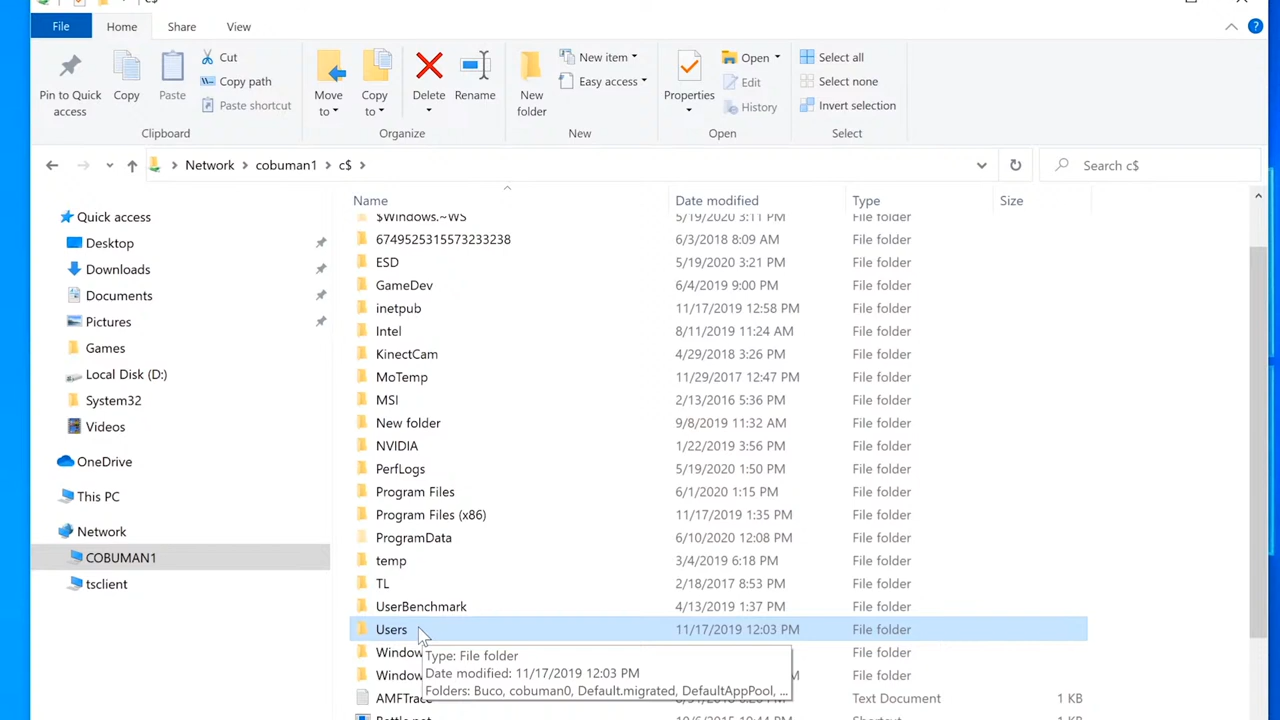 c$
File Home Share View
Pin to Quick access
Copy
Paste
Cut
Copy path
Paste shortcut
Clipboard
Move to
Copy to
Delete
Rename
Organize
New folder
New item
Easy access
New
Properties
Open
Edit
History
Open
Select all
Select none
Invert selection
Select
Network cobuman1 c$ Search c$
Quick access
Desktop
Downloads
Documents
Pictures
Games
Local Disk (D:)
System32
Videos
OneDrive
This PC
Network
COBUMAN1
tsclient
Name Date modified Type Size
$Windows.~WS 5/19/2020 3:11 PM File folder
6749525315573233238 6/3/2018 8:09 AM File folder
ESD 5/19/2020 3:21 PM File folder
GameDev 6/4/2019 9:00 PM File folder
inetpub 11/17/2019 12:58 PM File folder
Intel 8/11/2019 11:24 AM File folder
KinectCam 4/29/2018 3:26 PM File folder
MoTemp 11/29/2017 12:47 PM File folder
MSI 2/13/2016 5:36 PM File folder
New folder 9/8/2019 11:32 AM File folder
NVIDIA 1/22/2019 3:56 PM File folder
PerfLogs 5/19/2020 1:50 PM File folder
Program Files 6/1/2020 1:15 PM File folder
Program Files (x86) 11/17/2019 1:35 PM File folder
ProgramData 6/10/2020 12:08 PM File folder
temp 3/4/2019 6:18 PM File folder
TL 2/18/2017 8:53 PM File folder
UserBenchmark 4/13/2019 1:37 PM File folder
Users 11/17/2019 12:03 PM File folder
Window File folder
Window File folder
AMFTrac Text Document 1 KB
Type: File folder
Date modified: 11/17/2019 12:03 PM
Folders: Buco, cobuman0, Default.migrated, DefaultAppPool, ...